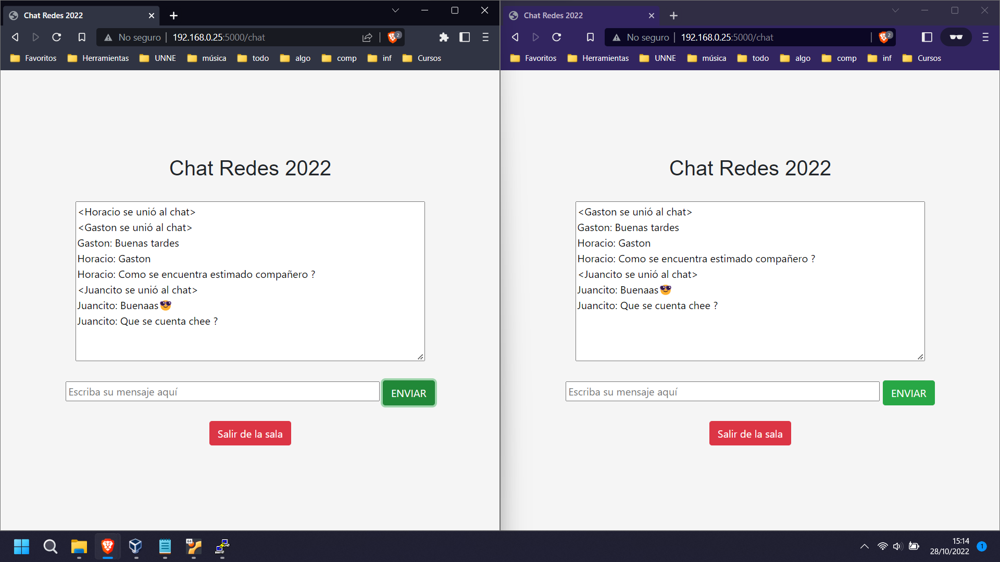 Chat Redes 2022
No seguro
192.168.0.25:5000/chat
2
Favoritos Herramientas UNNE música todo algo comp inf Cursos
Chat Redes 2022
<Horacio se unió al chat>
<Gaston se unió al chat>
Gaston: Buenas tardes
Horacio: Gaston
Horacio: Como se encuentra estimado compañero ?
<Juancito se unió al chat>
Juancito: Buenaas😎
Juancito: Que se cuenta chee ?
Escriba su mensaje aquí
ENVIAR
Salir de la sala
Chat Redes 2022
No seguro
192.168.0.25:5000/chat
2
Favoritos Herramientas UNNE música todo algo comp inf Cursos
Chat Redes 2022
<Gaston se unió al chat>
Gaston: Buenas tardes
Horacio: Gaston
Horacio: Como se encuentra estimado compañero ?
<Juancito se unió al chat>
Juancito: Buenaas😎
Juancito: Que se cuenta chee ?
Escriba su mensaje aquí
ENVIAR
Salir de la sala
64
15:14
28/10/2022
1